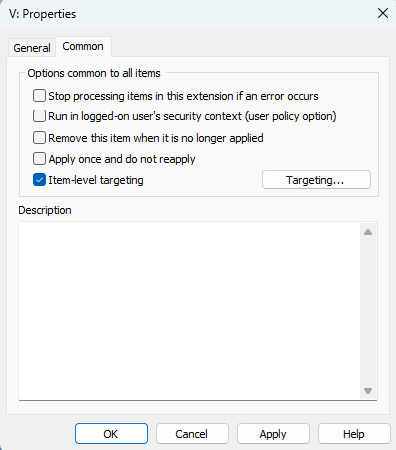 V: Properties
General
Common
Options common to all items
Stop processing items in this extension if an error occurs
Run in logged-on user's security context (user policy option)
Remove this item when it is no longer applied
Apply once and do not reapply
Item-level targeting
Targeting...
Description
OK
Cancel
Apply
Help